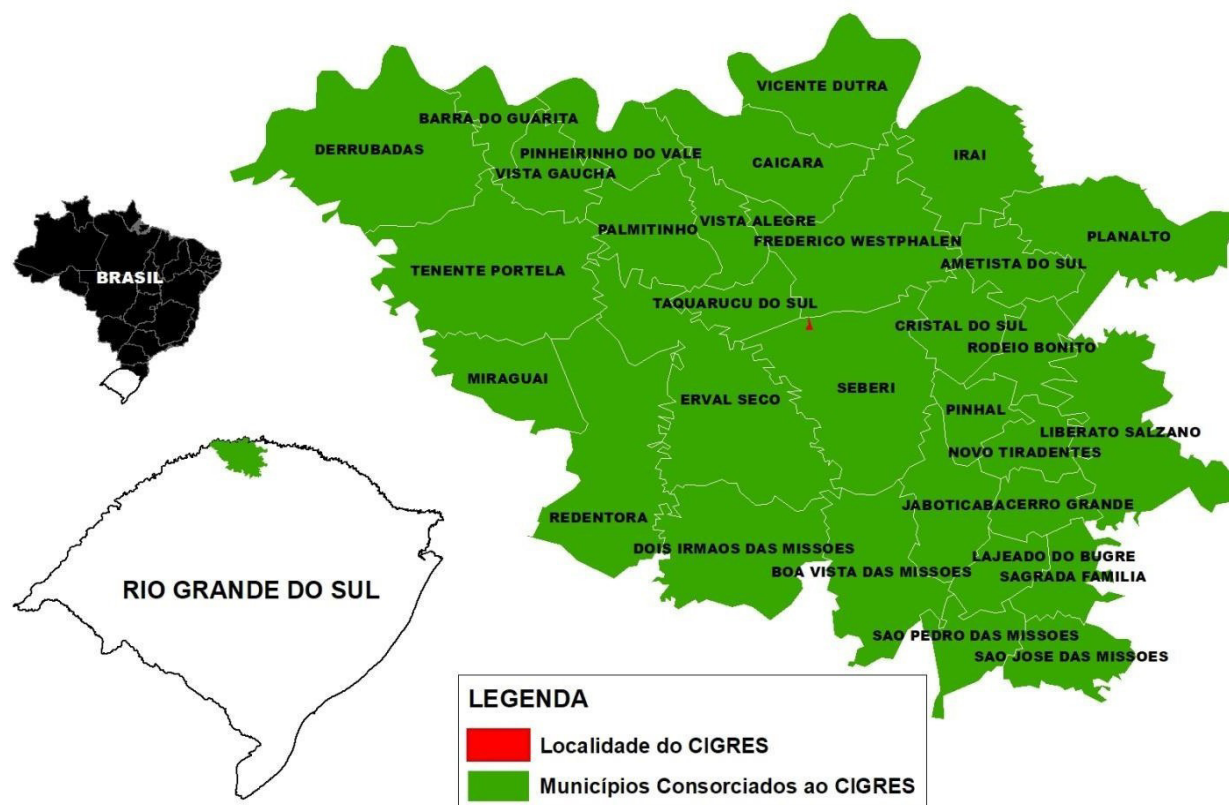 VICENTE DUTRA
BARRA DO GUARITA
DERRUBADAS
PINHEIRINHO DO VALE
VISTA GAUCHA
CAICARA
IRAI
PALMITINHO
VISTA ALEGRE
FREDERICO WESTPHALEN
PLANALTO
AMETISTA DO SUL
TENENTE PORTELA
TAQUARUCU DO SUL
CRISTAL DO SUL
RODEIO BONITO
MIRAGUAI
ERVAL SECO
SEBERI
PINHAL
LIBERATO SALZANO
NOVO TIRADENTES
REDENTORA
JABOTICABA
CERRO GRANDE
DOIS IRMAOS DAS MISSOES
LAJEADO DO BUGRE
BOA VISTA DAS MISSOES
SAGRADA FAMILIA
SAO PEDRO DAS MISSOES
SAO JOSE DAS MISSOES
BRASIL
RIO GRANDE DO SUL
LEGENDA
Localidade do CIGRES
Municípios Consorciados ao CIGRES